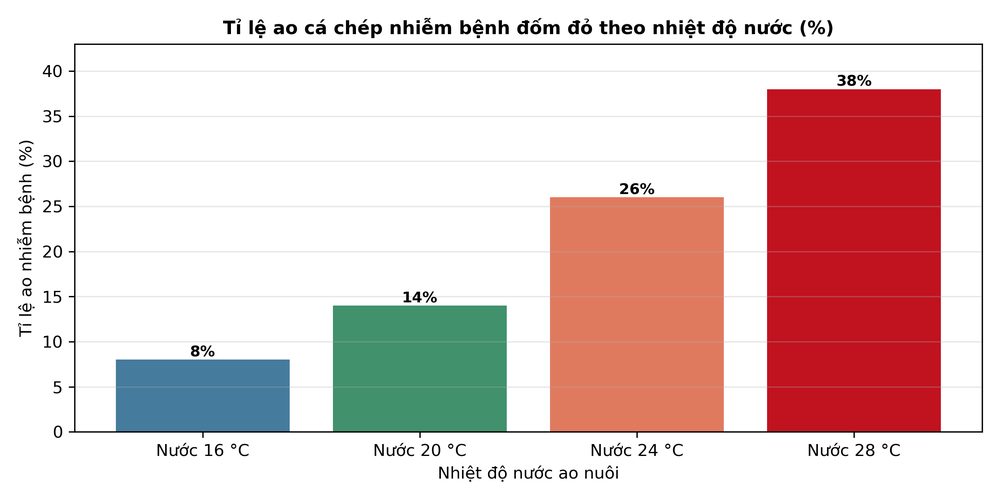 Tỉ lệ ao cá chép nhiễm bệnh đốm đỏ theo nhiệt độ nước (%)
Tỉ lệ ao nhiễm bệnh (%)
40
35
30
25
20
15
10
5
0
8%
14%
26%
38%
Nước 16 °C
Nước 20 °C
Nước 24 °C
Nước 28 °C
Nhiệt độ nước ao nuôi